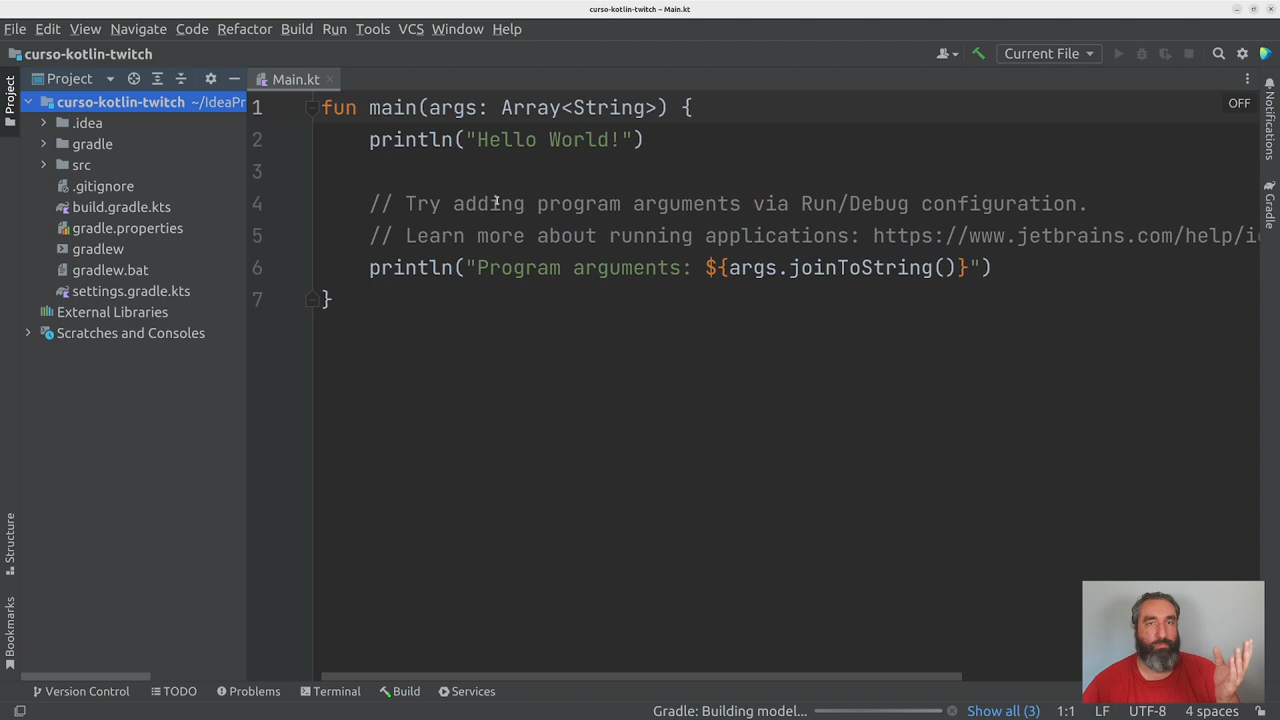 curso-kotlin-twitch – Main.kt
File Edit View Navigate Code Refactor Build Run Tools VCS Window Help
curso-kotlin-twitch
Current File
Project
Main.kt
Project
curso-kotlin-twitch ~/IdeaPr
.idea
gradle
src
.gitignore
build.gradle.kts
gradle.properties
gradlew
gradlew.bat
settings.gradle.kts
External Libraries
Scratches and Consoles
Structure
Bookmarks
1 fun main(args: Array<String>) {
2 println("Hello World!")
3
4 // Try adding program arguments via Run/Debug configuration.
5 // Learn more about running applications: https://www.jetbrains.com/help/i
6 println("Program arguments: ${args.joinToString()}")
7 }
OFF
Notifications
Gradle
Version Control TODO Problems Terminal Build Services
Gradle: Building model... Show all (3) 1:1 LF UTF-8 4 spaces